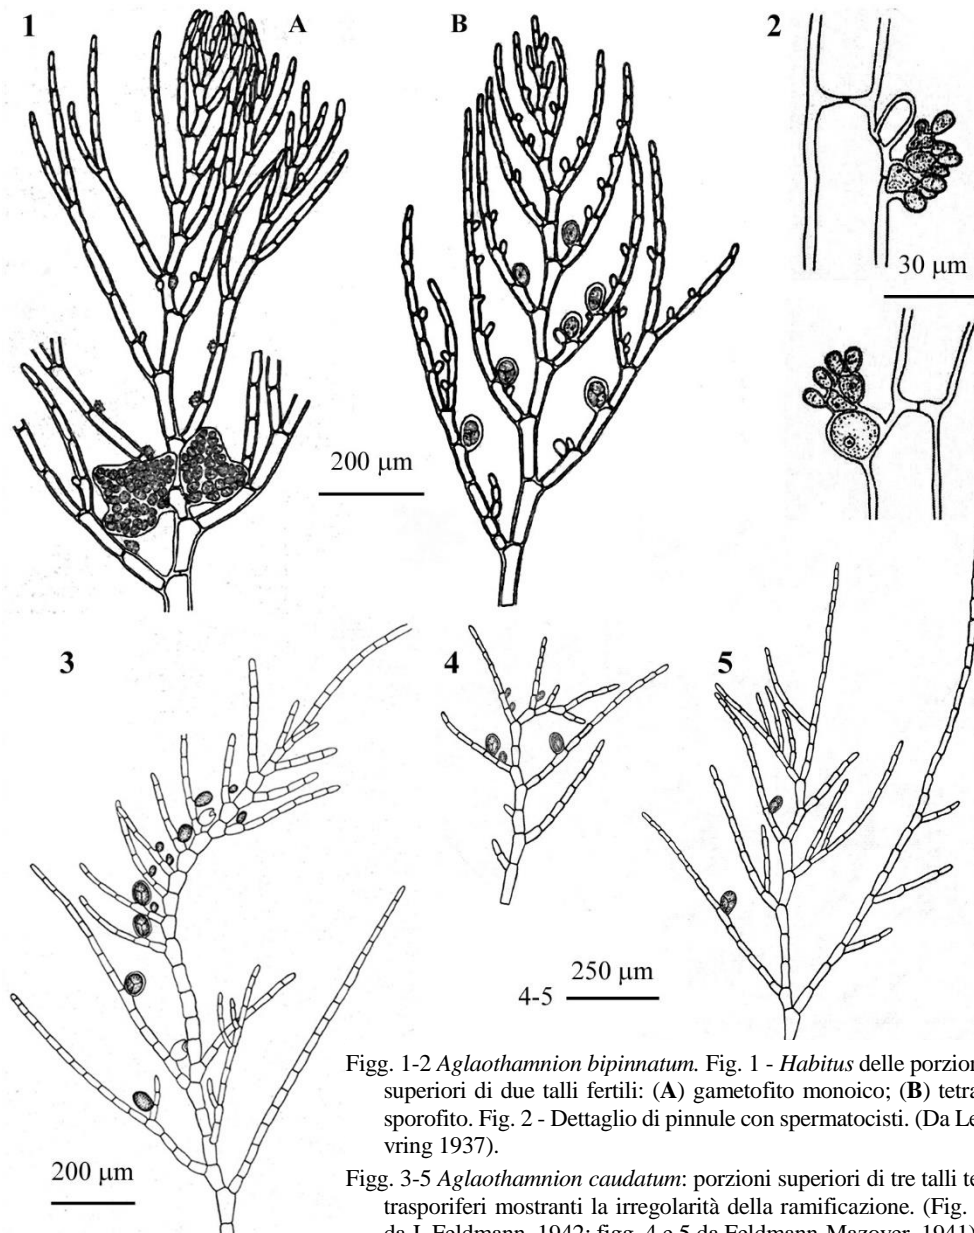 1
A
B
2
30 μm
200 μm
3
4
5
250 μm
4-5
200 μm
Figg. 1-2 Aglaothamnion bipinnatum. Fig. 1 - Habitus delle porzion
superiori di due talli fertili: (A) gametofito monoico; (B) tetra
sporofito. Fig. 2 - Dettaglio di pinnule con spermatocisti. (Da Le
vring 1937).
Figg. 3-5 Aglaothamnion caudatum: porzioni superiori di tre talli te
trasporiferi mostranti la irregolarità della ramificazione. (Fig.
da J. Feldmann, 1942; figg. 4 e 5 da Feldmann-Mazoyer, 1941)